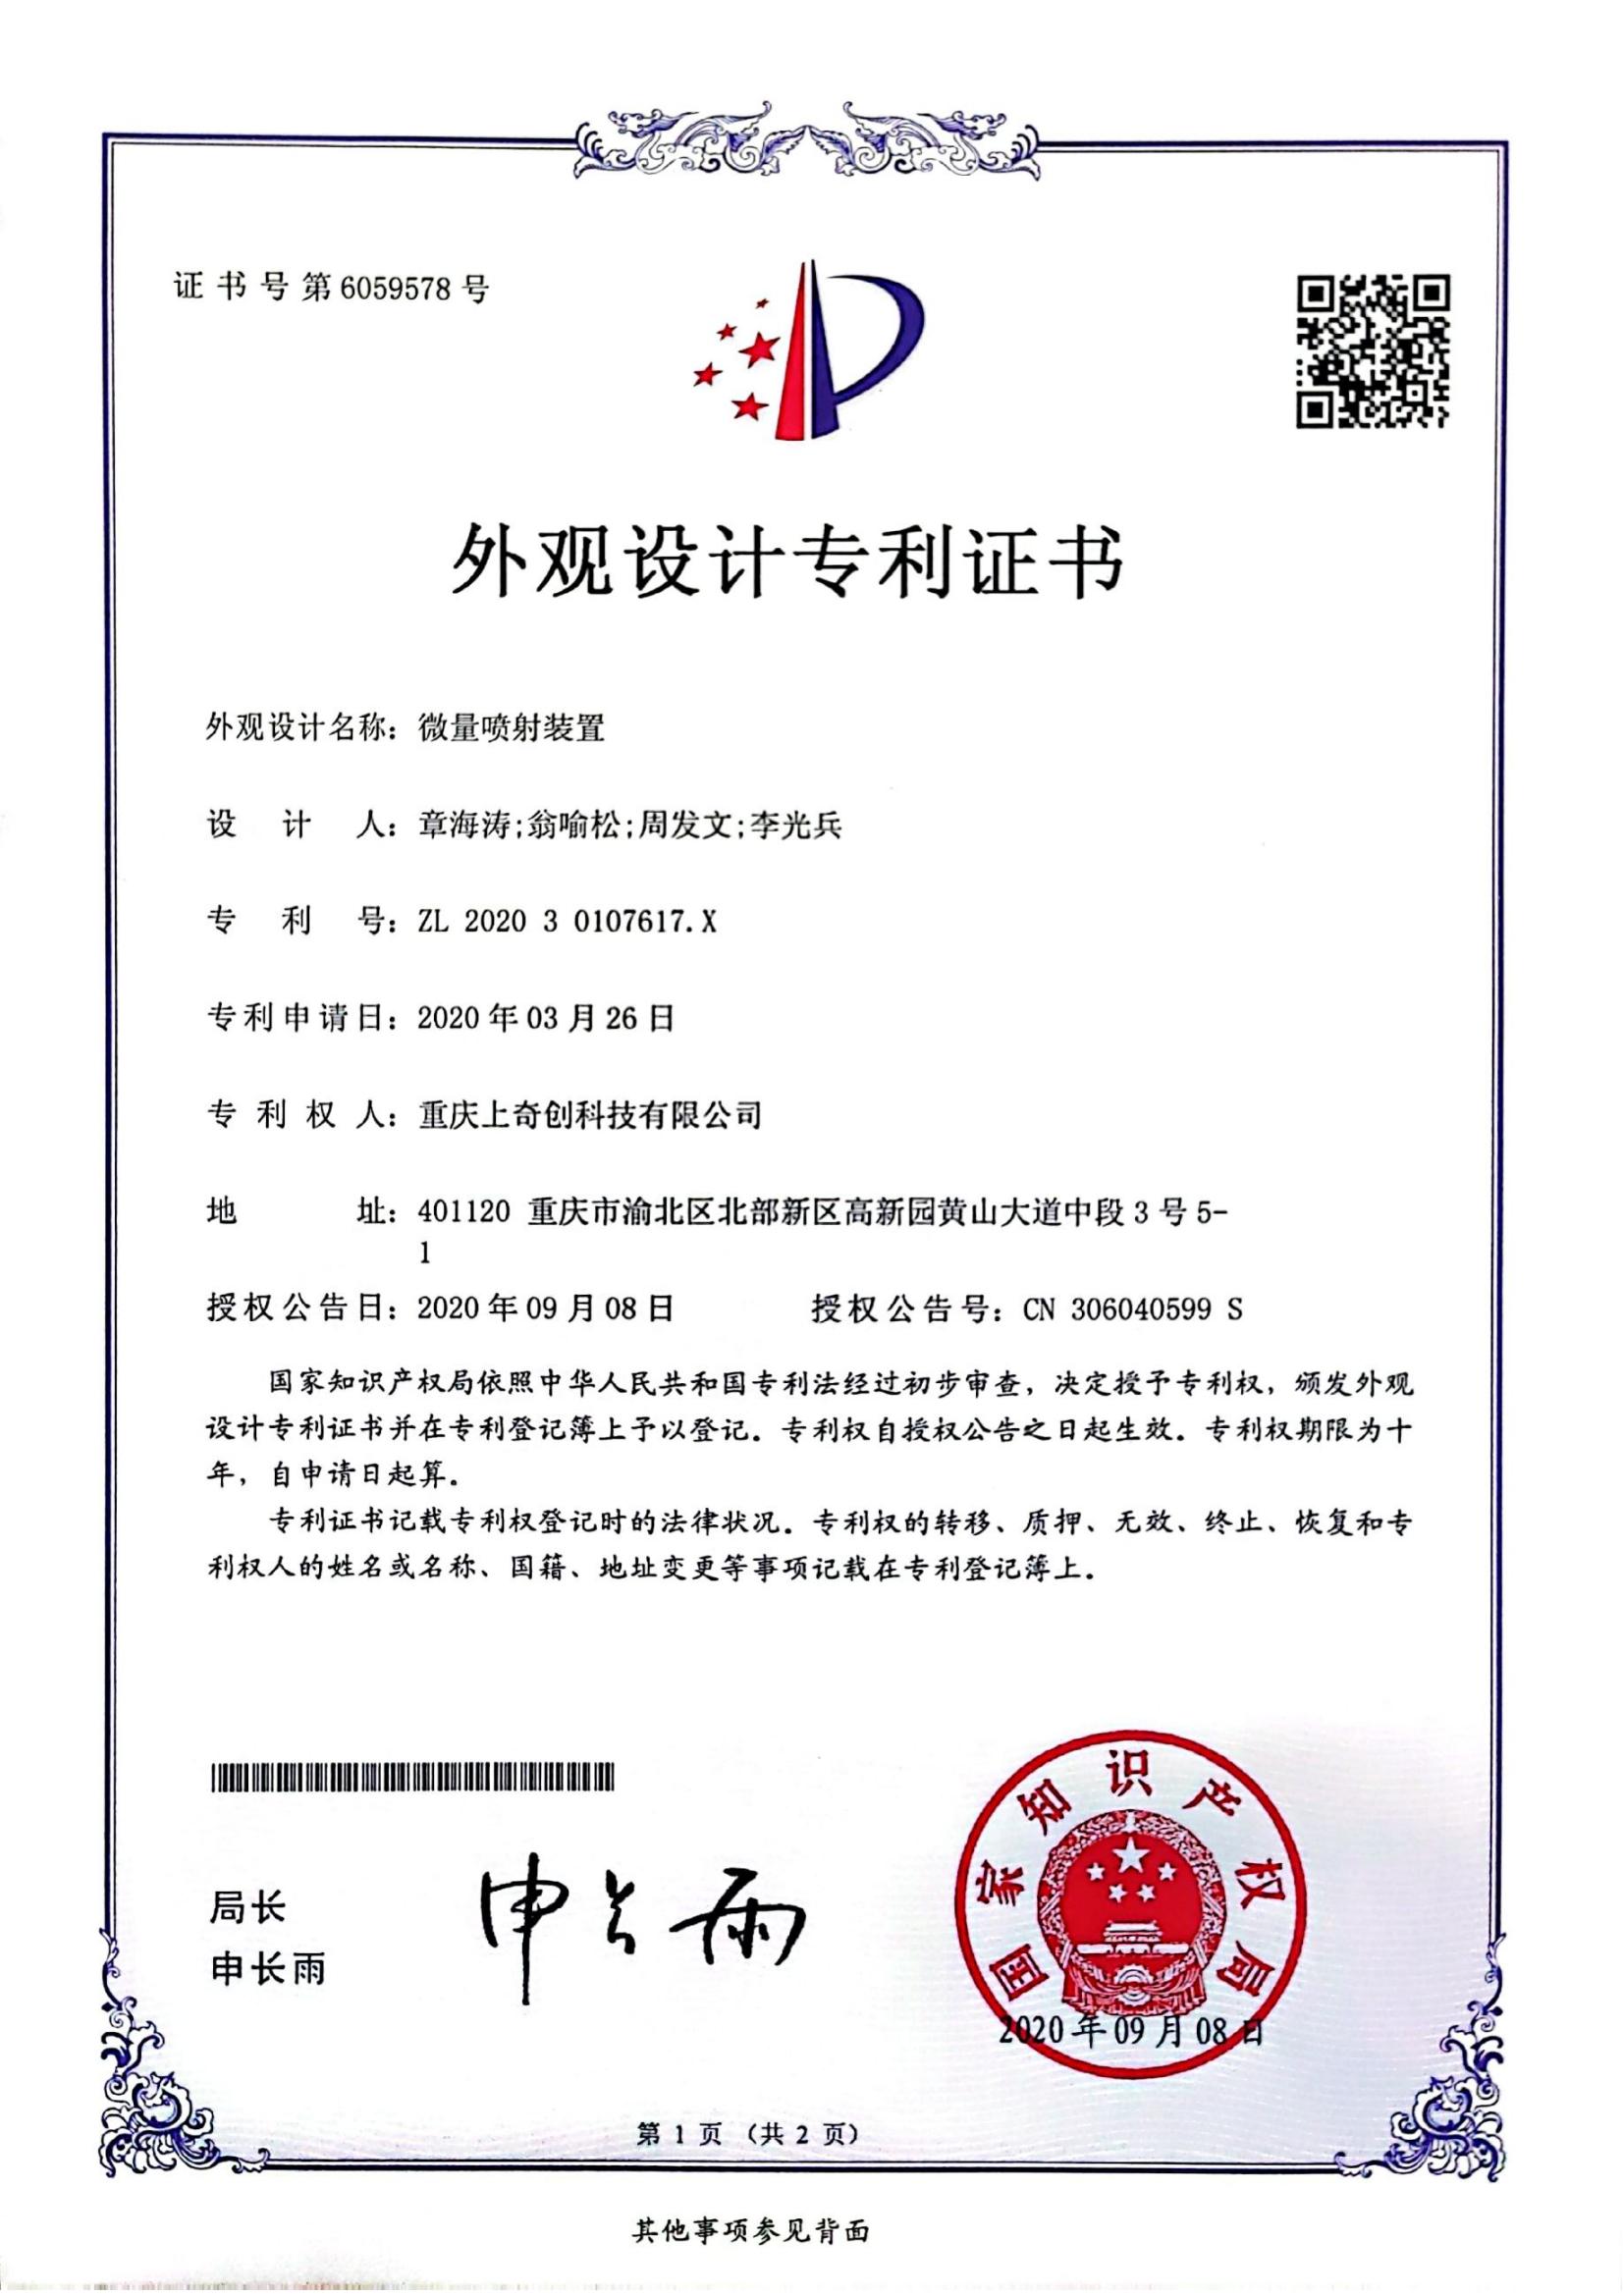 证书号第6059578号
外观设计专利证书
外观设计名称：微量喷射装置
设计人：章海涛;翁喻松;周发文;李光兵
专利号：ZL 2020 3 0107617.X
专利申请日：2020年03月26日
专利权人：重庆上奇创科技有限公司
地址：401120 重庆市渝北区北部新区高新园黄山大道中段3号5-
1
授权公告日：2020年09月08日 授权公告号：CN 306040599 S
国家知识产权局依照中华人民共和国专利法经过初步审查，决定授予专利权，颁发外观
设计专利证书并在专利登记簿上予以登记。专利权自授权公告之日起生效。专利权期限为十
年，自申请日起算。
专利证书记载专利权登记时的法律状况。专利权的转移、质押、无效、终止、恢复和专
利权人的姓名或名称、国籍、地址变更等事项记载在专利登记簿上。
局长
申长雨
申长雨
国家知识产权局
2020年09月08日
第1页（共2页）
其他事项参见背面